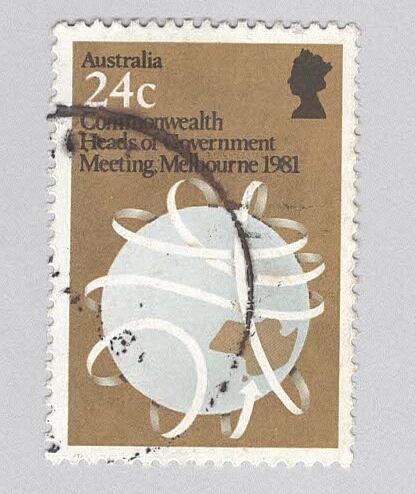 Australia
24c
Commonwealth
Heads of Government
Meeting, Melbourne 1981